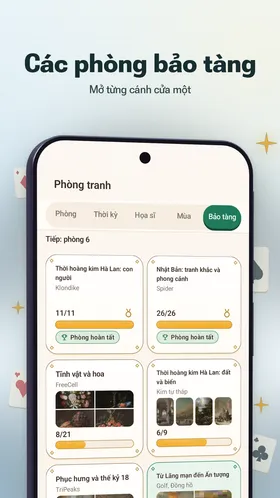 Các phòng bảo tàng
Mở từng cánh cửa một
Phòng tranh
Phòng
Thời kỳ
Họa sĩ
Mùa
Bảo tàng
Tiếp: phòng 6
Thời hoàng kim Hà Lan: con
người
Klondike
11/11
Phòng hoàn tất
Nhật Bản: tranh khắc và
phong cảnh
Spider
26/26
Phòng hoàn tất
Tĩnh vật và hoa
FreeCell
8/21
Thời hoàng kim Hà Lan: đất
và biển
Kim tự tháp
6/9
Phục hưng và thế kỷ 18
TriPeaks
Từ Lãng mạn đến Ấn tượng
Golf, Đồng hồ